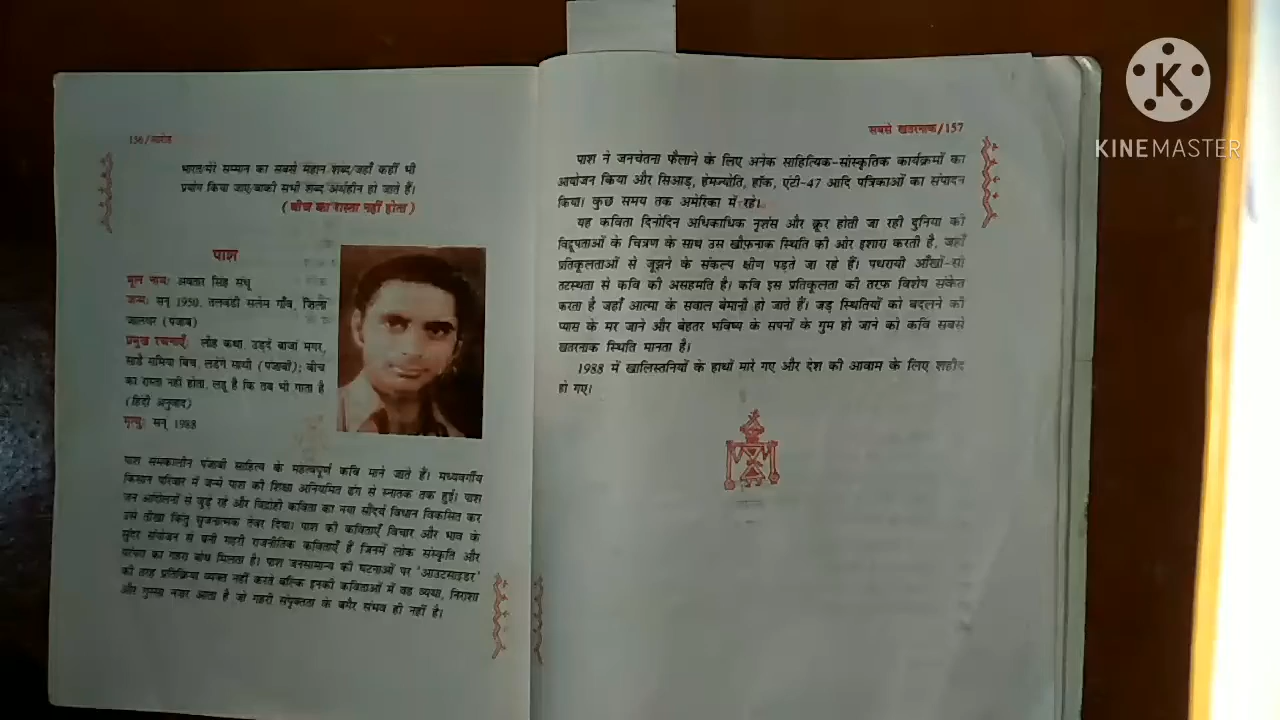 156/आरोह
भारत/मेरे सम्मान का सबसे महान शब्द/जहाँ कहीं भी
प्रयोग किया जाए/बाकी सभी शब्द अर्थहीन हो जाते हैं।
(बीच का रास्ता नहीं होता)
पाश
मूल नाम: अवतार सिंह संधू
जन्म: सन् 1950, तलवंडी सलेम गाँव, ज़िला
जालंधर (पंजाब)
प्रमुख रचनाएँ: लौह कथा, उड्दें बाजां मगर,
साडै समिया विच, लड़ेंगे साथी (पंजाबी); बीच
का रास्ता नहीं होता, लहू है कि तब भी गाता है
(हिंदी अनुवाद)
मृत्यु: सन् 1988
पाश समकालीन पंजाबी साहित्य के महत्वपूर्ण कवि माने जाते हैं। मध्यवर्गीय
किसान परिवार में जन्मे पाश की शिक्षा अनियमित ढंग से स्नातक तक हुई। पाश
जन आंदोलनों से जुड़े रहे और विद्रोही कविता का नया सौंदर्य विधान विकसित कर
उसे तीखा किंतु सृजनात्मक तेवर दिया। पाश की कविताएँ विचार और भाव के
सुंदर संयोजन से बनी गहरी राजनीतिक कविताएँ हैं जिनमें लोक संस्कृति और
परंपरा का गहरा बोध मिलता है। पाश जनसामान्य की घटनाओं पर 'आउटसाइडर'
की तरह प्रतिक्रिया व्यक्त नहीं करते बल्कि इनकी कविताओं में वह व्यथा, निराशा
और गुस्सा नज़र आता है जो गहरी संपृक्तता के बगैर संभव ही नहीं है।
सबसे खतरनाक/157
पाश ने जनचेतना फैलाने के लिए अनेक साहित्यिक-सांस्कृतिक कार्यक्रमों का
आयोजन किया और सिआड़, हेमज्योति, हॉक, एंटी-47 आदि पत्रिकाओं का संपादन
किया। कुछ समय तक अमेरिका में रहे।
यह कविता दिनोंदिन अधिकाधिक नृशंस और क्रूर होती जा रही दुनिया की
विद्रूपताओं के चित्रण के साथ उस खौफ़नाक स्थिति की ओर इशारा करती है, जहाँ
प्रतिकूलताओं से जूझने के संकल्प क्षीण पड़ते जा रहे हैं। पथरायी आँखों-सी
तटस्थता से कवि की असहमति है। कवि इस प्रतिकूलता की तरफ विशेष संकेत
करता है जहाँ आत्मा के सवाल बेमानी हो जाते हैं। जड़ स्थितियों को बदलने की
प्यास के मर जाने और बेहतर भविष्य के सपनों के गुम हो जाने को कवि सबसे
खतरनाक स्थिति मानता है।
1988 में खालिस्तनियों के हाथों मारे गए और देश की आवाम के लिए शहीद
हो गए।
KINEMASTER